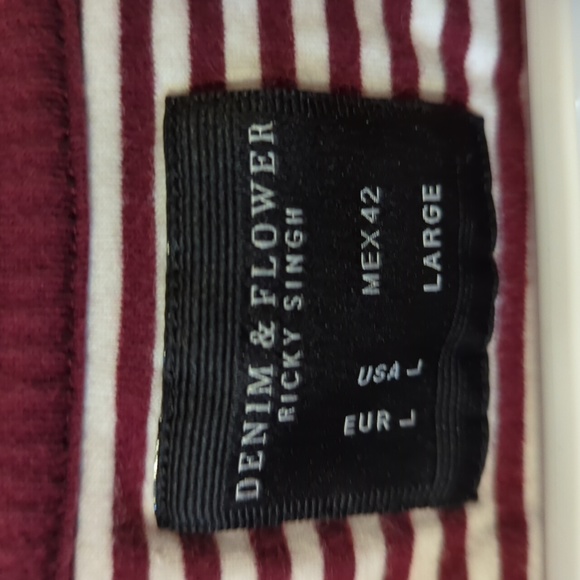 DENIM & FLOWER
RICKY SINGH
USA L MEX 42
EUR L LARGE